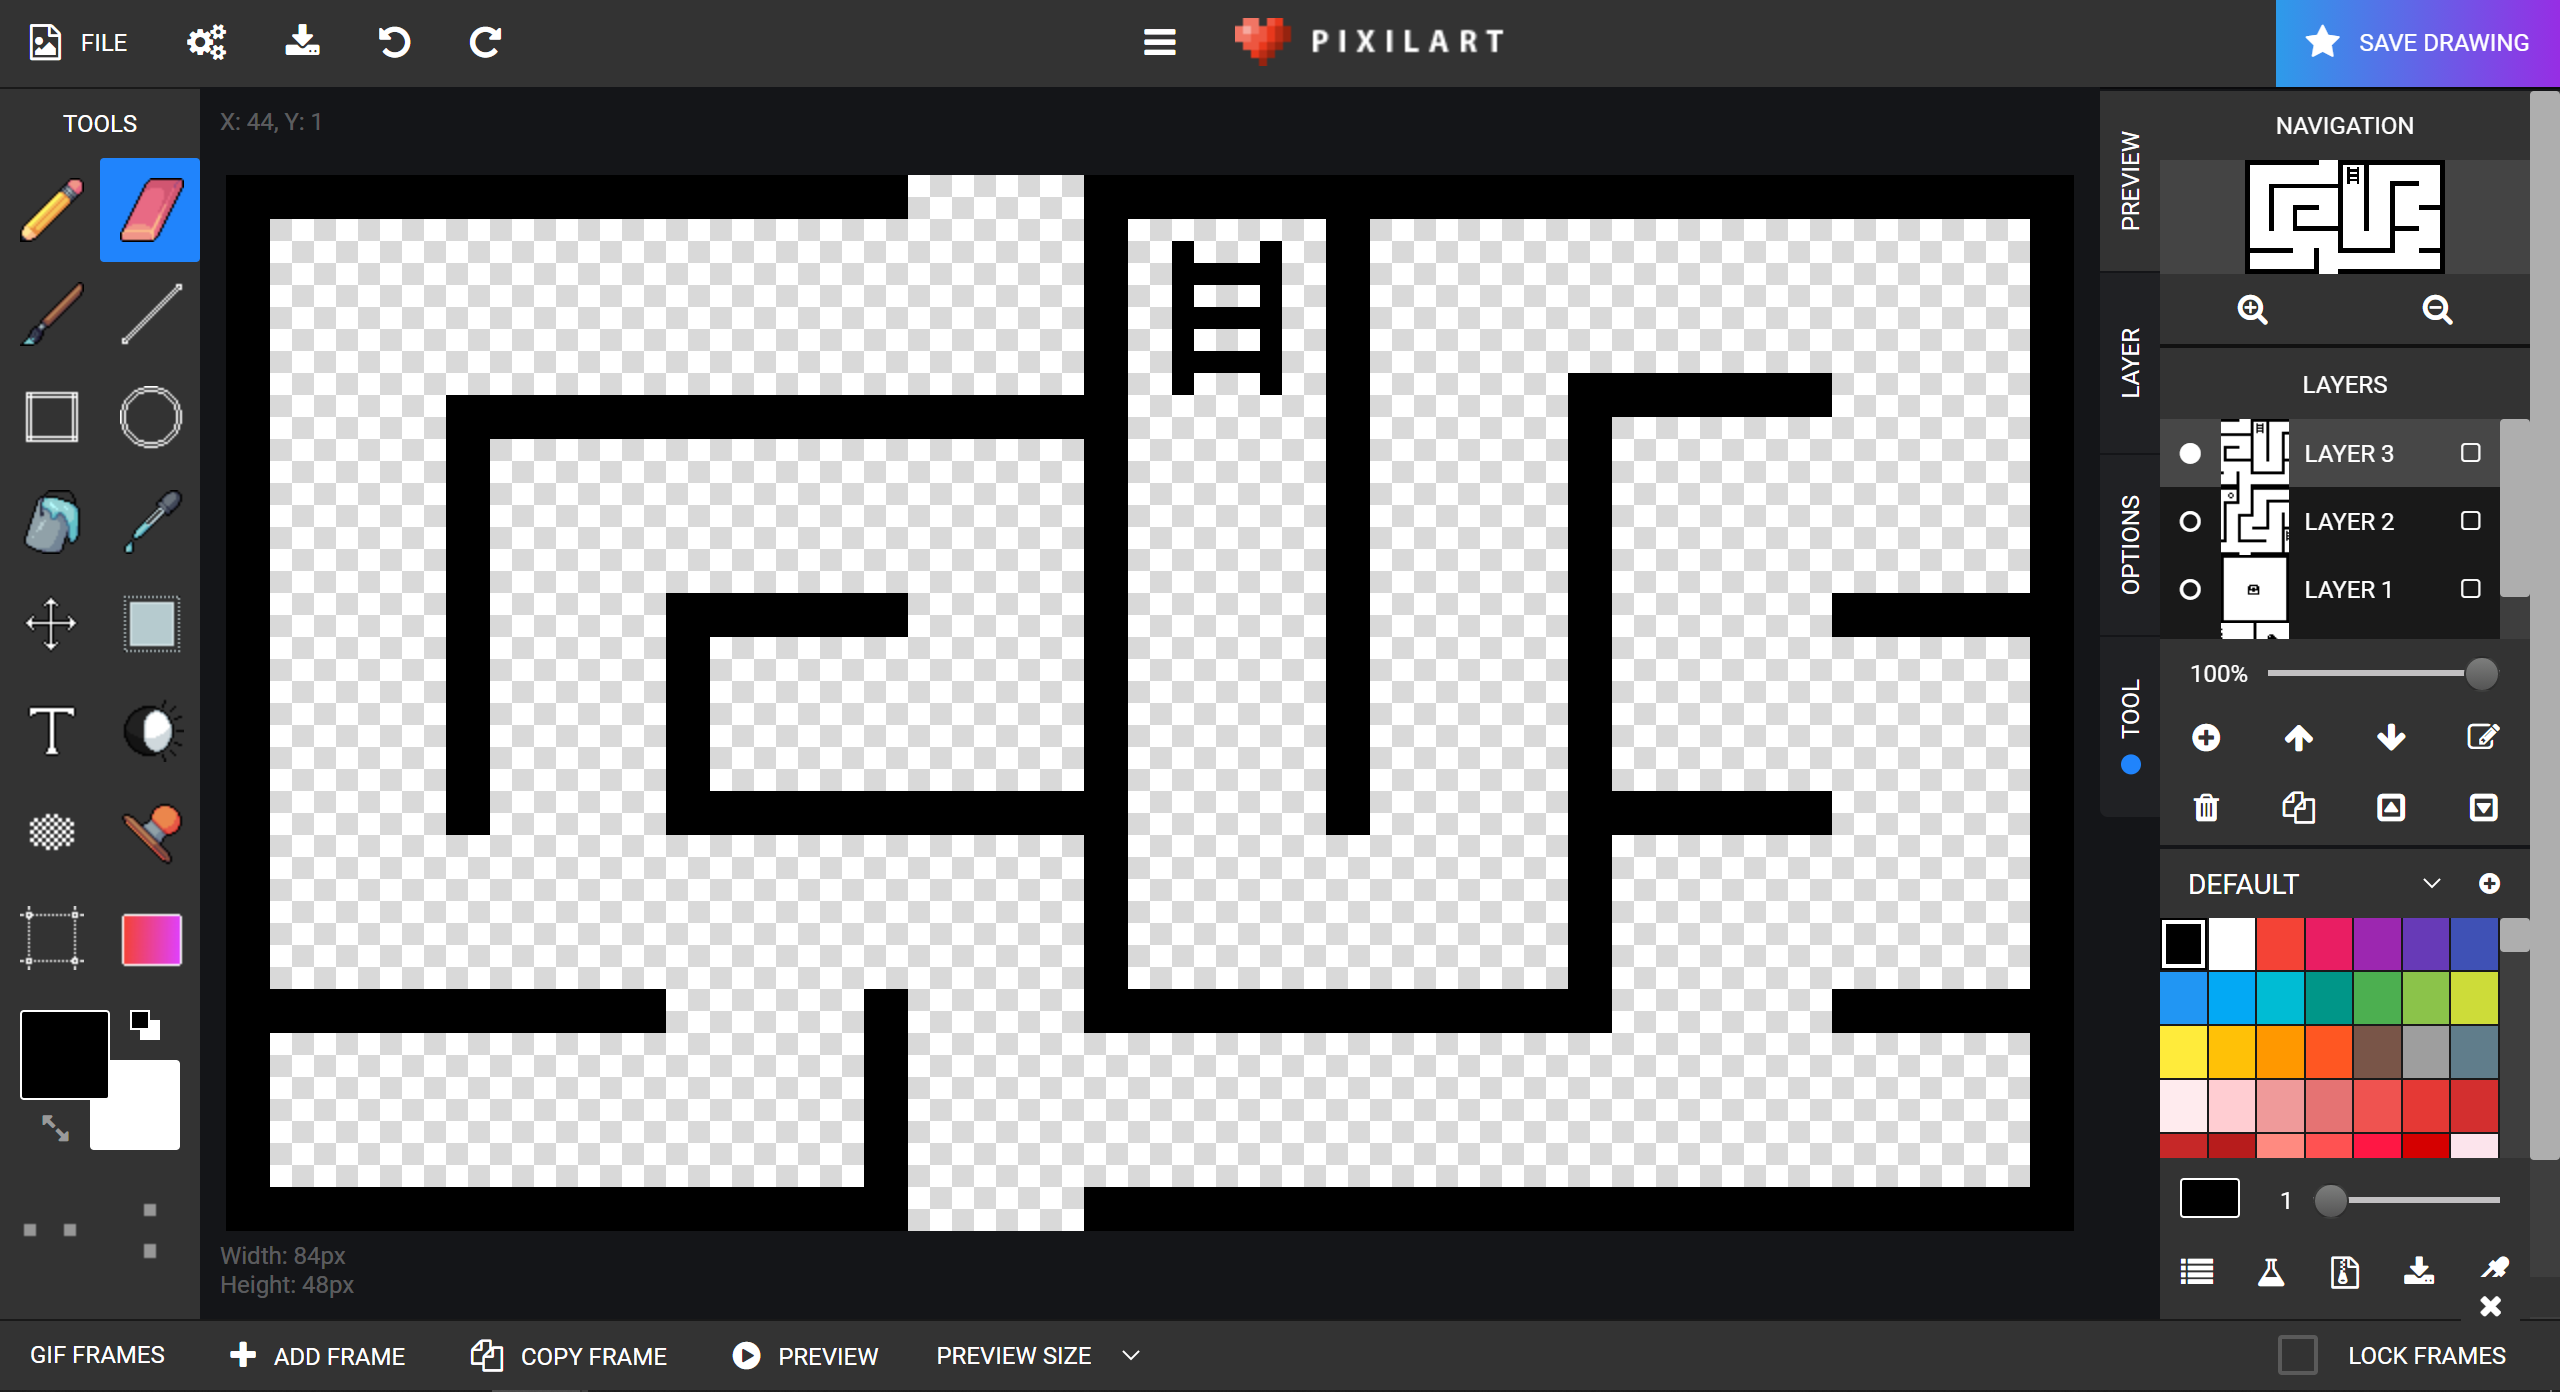 FILE
PIXILART
SAVE DRAWING
TOOLS
X: 44, Y: 1
PREVIEW
LAYER
OPTIONS
TOOL
NAVIGATION
LAYERS
LAYER 3
LAYER 2
LAYER 1
100%
DEFAULT
1
Width: 84px
Height: 48px
GIF FRAMES
ADD FRAME
COPY FRAME
PREVIEW
PREVIEW SIZE
LOCK FRAMES